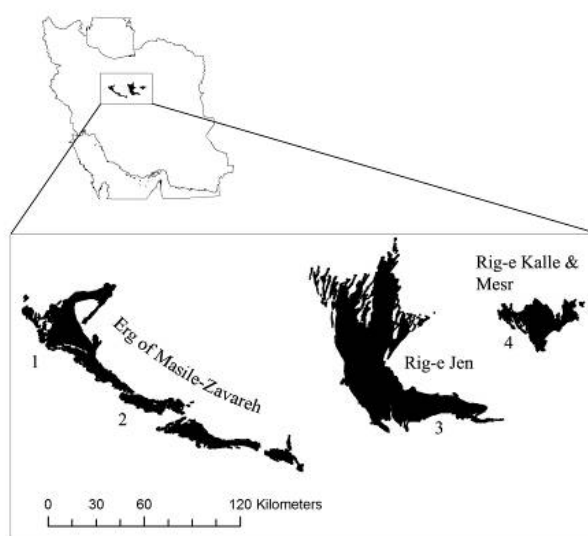 Rig-e Kalle &
Mesr
4
1
Erg of Masile-Zavareh
Rig-e Jen
2
3
0 30 60 120 Kilometers